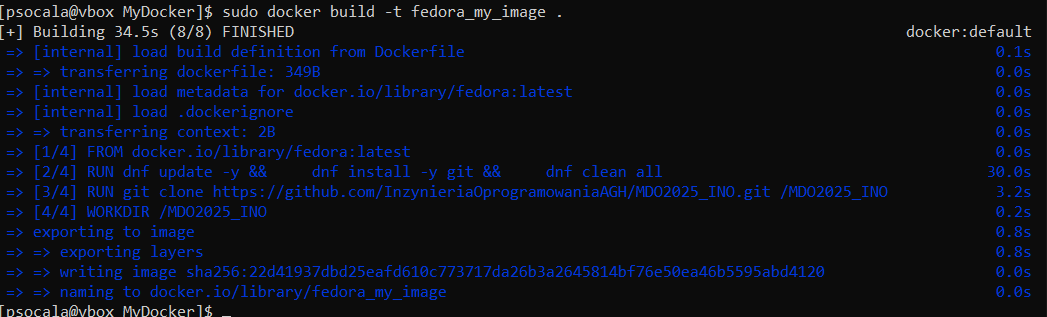 [psocala@vbox MyDocker]$ sudo docker build -t fedora_my_image .
[+] Building 34.5s (8/8) FINISHED docker:default
=> [internal] load build definition from Dockerfile 0.1s
=> => transferring dockerfile: 349B 0.0s
=> [internal] load metadata for docker.io/library/fedora:latest 0.0s
=> [internal] load .dockerignore 0.0s
=> => transferring context: 2B 0.0s
=> [1/4] FROM docker.io/library/fedora:latest 0.0s
=> [2/4] RUN dnf update -y &&     dnf install -y git &&     dnf clean all 30.0s
=> [3/4] RUN git clone https://github.com/InzynieriaOprogramowaniaAGH/MDO2025_INO.git /MDO2025_INO 3.2s
=> [4/4] WORKDIR /MDO2025_INO 0.2s
=> exporting to image 0.8s
=> => exporting layers 0.8s
=> => writing image sha256:22d41937dbd25eafd610c773717da26b3a2645814bf76e50ea46b5595abd4120 0.0s
=> => naming to docker.io/library/fedora_my_image 0.0s
[psocala@vbox MyDocker]$ _